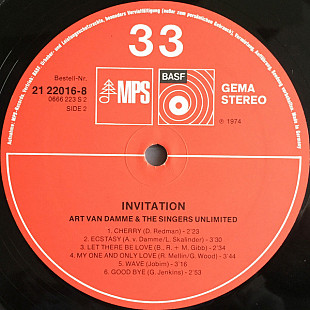 Aufnahme
33
Bestell-Nr.
21 22016-8
0666 223 S 2
SIDE 2
MPS
BASF
GEMA
STEREO
℗ 1974
INVITATION
ART VAN DAMME & THE SINGERS UNLIMITED
1. CHERRY (D. Redman) - 2:53
2. ECSTASY (A. v. Damme/L. Skalinder) - 3:30
3. LET THERE BE LOVE (B., R. + M. Gibb) - 2:34
4. MY ONE AND ONLY LOVE (R. Mellin/G. Wood) - 3:44
5. WAVE (Jobim) - 3:36
6. GOOD BYE (G. Jenkins) - 2:53